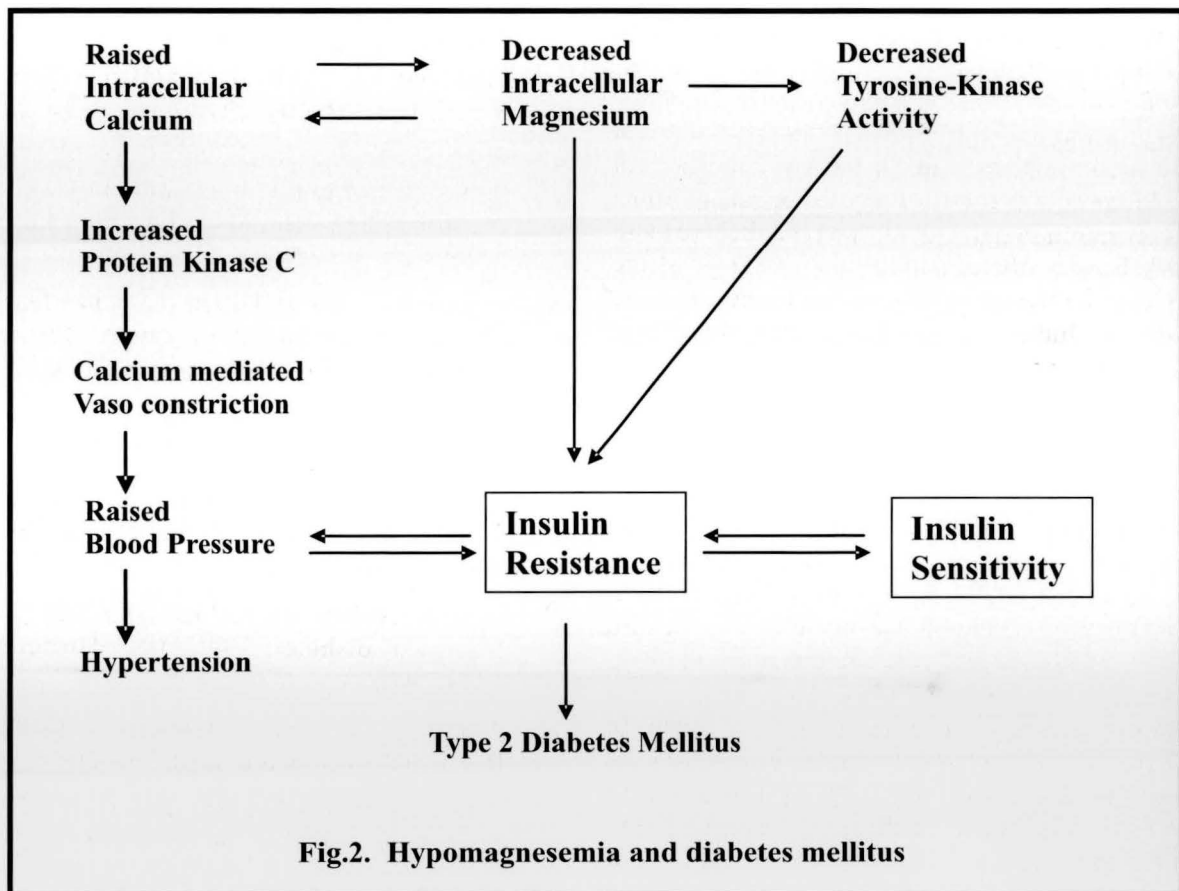 Raised
Intracellular
Calcium
Decreased
Intracellular
Magnesium
Decreased
Tyrosine-Kinase
Activity
Increased
Protein Kinase C
Calcium mediated
Vaso constriction
Raised
Blood Pressure
Insulin
Resistance
Insulin
Sensitivity
Hypertension
Type 2 Diabetes Mellitus
Fig.2. Hypomagnesemia and diabetes mellitus